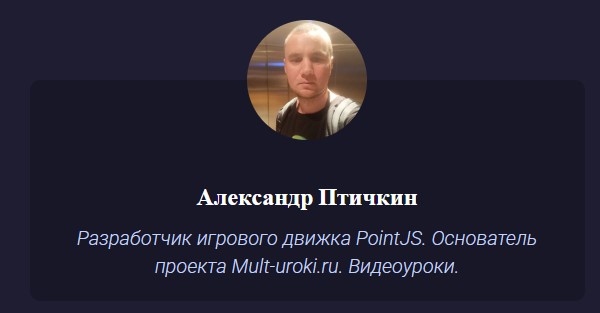 Александр Птичкин
Разработчик игрового движка PointJS. Основатель
проекта Mult-uroki.ru. Видеоуроки.